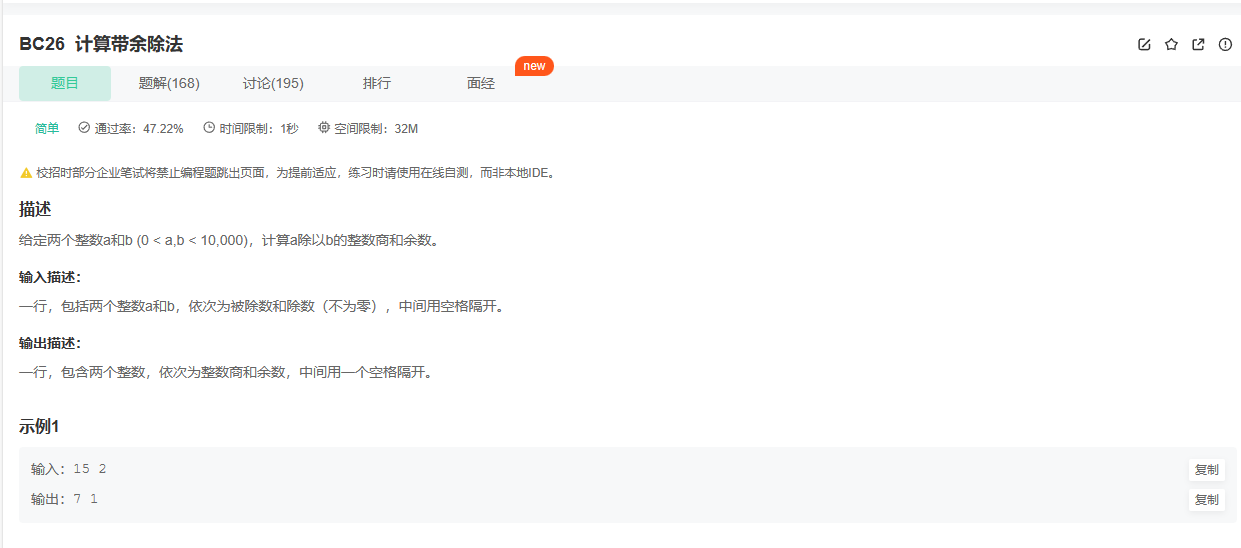 BC26 计算带余除法
new
题目 题解(168) 讨论(195) 排行 面经
简单 通过率：47.22% 时间限制：1秒 空间限制：32M
校招时部分企业笔试将禁止编程题跳出页面，为提前适应，练习时请使用在线自测，而非本地IDE。
描述
给定两个整数a和b (0 < a,b < 10,000)，计算a除以b的整数商和余数。
输入描述：
一行，包括两个整数a和b，依次为被除数和除数（不为零），中间用空格隔开。
输出描述：
一行，包含两个整数，依次为整数商和余数，中间用一个空格隔开。
示例1
输入：15 2 复制
输出：7 1 复制